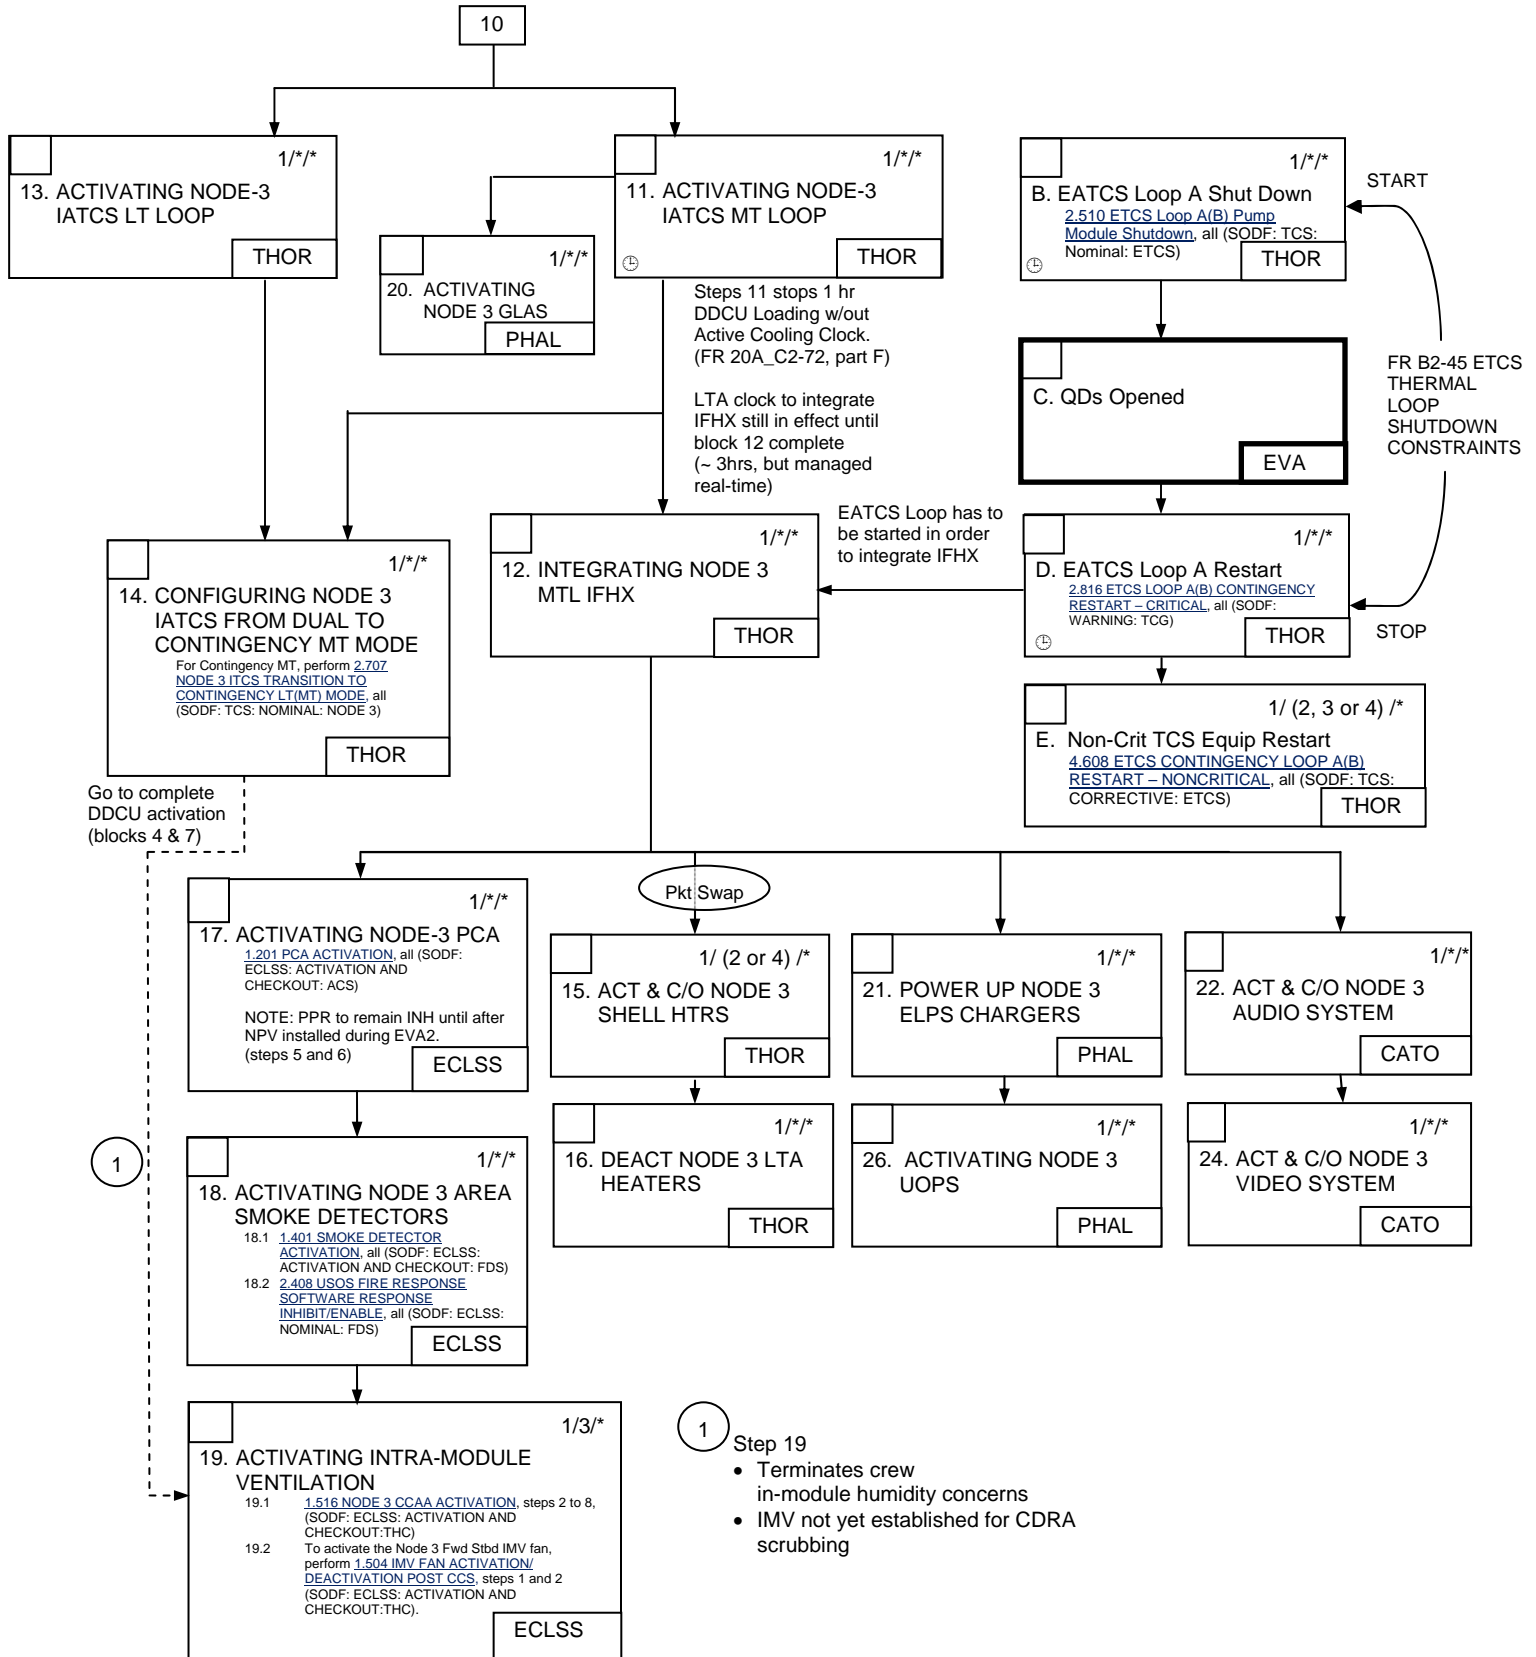 10
1/*/*
13. ACTIVATING NODE-3
IATCS LT LOOP
THOR
1/*/*
11. ACTIVATING NODE-3
IATCS MT LOOP
THOR
1/*/*
20. ACTIVATING
NODE 3 GLAS
PHAL
Steps 11 stops 1 hr
DDCU Loading w/out
Active Cooling Clock.
(FR 20A_C2-72, part F)
LTA clock to integrate
IFHX still in effect until
block 12 complete
(~ 3hrs, but managed
real-time)
1/*/*
B. EATCS Loop A Shut Down
2.510 ETCS Loop A(B) Pump
Module Shutdown, all (SODF: TCS:
Nominal: ETCS)
THOR
START
C. QDs Opened
EVA
FR B2-45 ETCS
THERMAL
LOOP
SHUTDOWN
CONSTRAINTS
EATCS Loop has to
be started in order
to integrate IFHX
1/*/*
D. EATCS Loop A Restart
2.816 ETCS LOOP A(B) CONTINGENCY
RESTART – CRITICAL, all (SODF:
WARNING: TCG)
THOR
STOP
1/ (2, 3 or 4) /*
E. Non-Crit TCS Equip Restart
4.608 ETCS CONTINGENCY LOOP A(B)
RESTART – NONCRITICAL, all (SODF: TCS:
CORRECTIVE: ETCS)
THOR
1/*/*
12. INTEGRATING NODE 3
MTL IFHX
THOR
1/*/*
14. CONFIGURING NODE 3
IATCS FROM DUAL TO
CONTINGENCY MT MODE
For Contingency MT, perform 2.707
NODE 3 ITCS TRANSITION TO
CONTINGENCY LT(MT) MODE, all
(SODF: TCS: NOMINAL: NODE 3)
THOR
Go to complete
DDCU activation
(blocks 4 & 7)
1/*/*
17. ACTIVATING NODE-3 PCA
1.201 PCA ACTIVATION, all (SODF:
ECLSS: ACTIVATION AND
CHECKOUT: ACS)
NOTE: PPR to remain INH until after
NPV installed during EVA2.
(steps 5 and 6)
ECLSS
Pkt Swap
1/ (2 or 4) /*
15. ACT & C/O NODE 3
SHELL HTRS
THOR
1/*/*
21. POWER UP NODE 3
ELPS CHARGERS
PHAL
1/*/*
22. ACT & C/O NODE 3
AUDIO SYSTEM
CATO
1/*/*
16. DEACT NODE 3 LTA
HEATERS
THOR
1/*/*
26. ACTIVATING NODE 3
UOPS
PHAL
1/*/*
24. ACT & C/O NODE 3
VIDEO SYSTEM
CATO
1
1/*/*
18. ACTIVATING NODE 3 AREA
SMOKE DETECTORS
18.1 1.401 SMOKE DETECTOR
ACTIVATION, all (SODF: ECLSS:
ACTIVATION AND CHECKOUT: FDS)
18.2 2.408 USOS FIRE RESPONSE
SOFTWARE RESPONSE
INHIBIT/ENABLE, all (SODF: ECLSS:
NOMINAL: FDS)
ECLSS
1/3/*
19. ACTIVATING INTRA-MODULE
VENTILATION
19.1 1.516 NODE 3 CCAA ACTIVATION, steps 2 to 8,
(SODF: ECLSS: ACTIVATION AND
CHECKOUT:THC)
19.2 To activate the Node 3 Fwd Stbd IMV fan,
perform 1.504 IMV FAN ACTIVATION/
DEACTIVATION POST CCS, steps 1 and 2
(SODF: ECLSS: ACTIVATION AND
CHECKOUT:THC).
ECLSS
1
Step 19
• Terminates crew
in-module humidity concerns
• IMV not yet established for CDRA
scrubbing